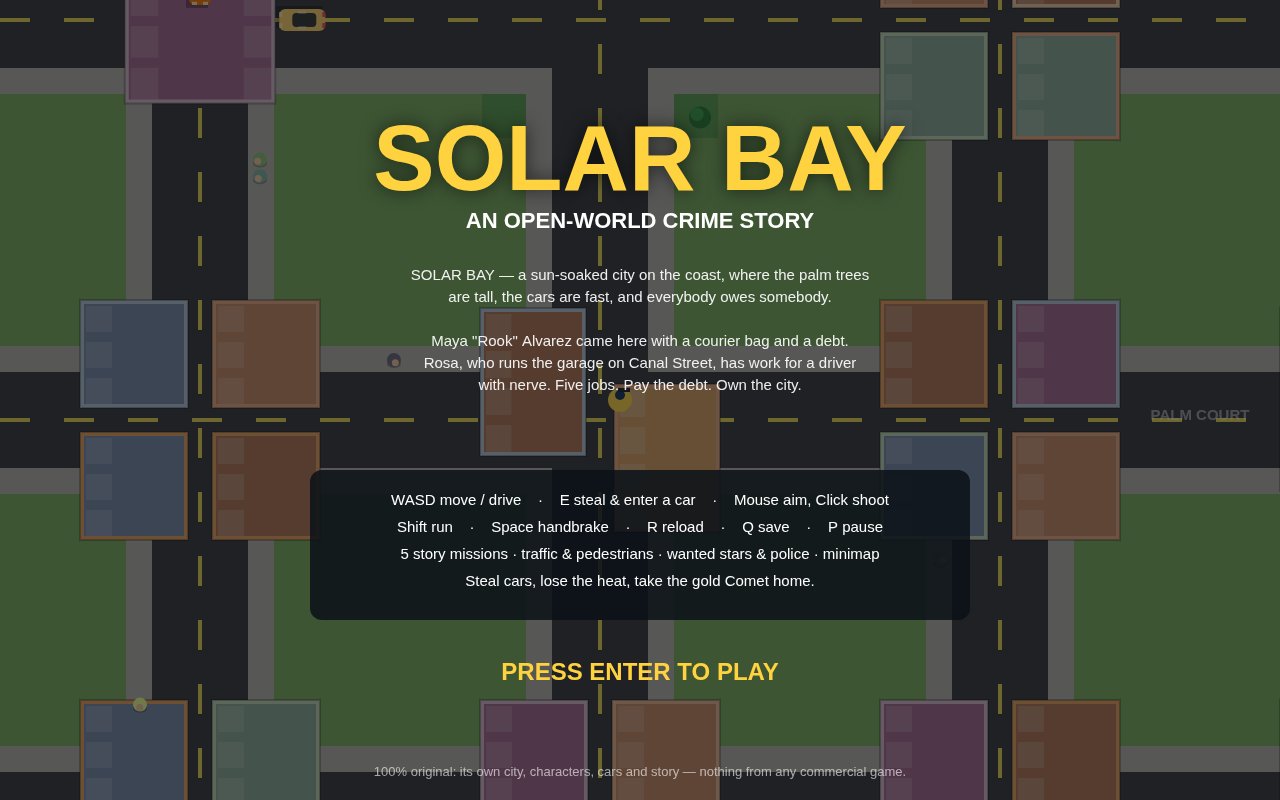 SOLAR BAY
AN OPEN-WORLD CRIME STORY
SOLAR BAY — a sun-soaked city on the coast, where the palm trees
are tall, the cars are fast, and everybody owes somebody.
Maya "Rook" Alvarez came here with a courier bag and a debt.
Rosa, who runs the garage on Canal Street, has work for a driver
with nerve. Five jobs. Pay the debt. Own the city.
PALM COURT
WASD move / drive · E steal & enter a car · Mouse aim, Click shoot
Shift run · Space handbrake · R reload · Q save · P pause
5 story missions · traffic & pedestrians · wanted stars & police · minimap
Steal cars, lose the heat, take the gold Comet home.
PRESS ENTER TO PLAY
100% original: its own city, characters, cars and story — nothing from any commercial game.